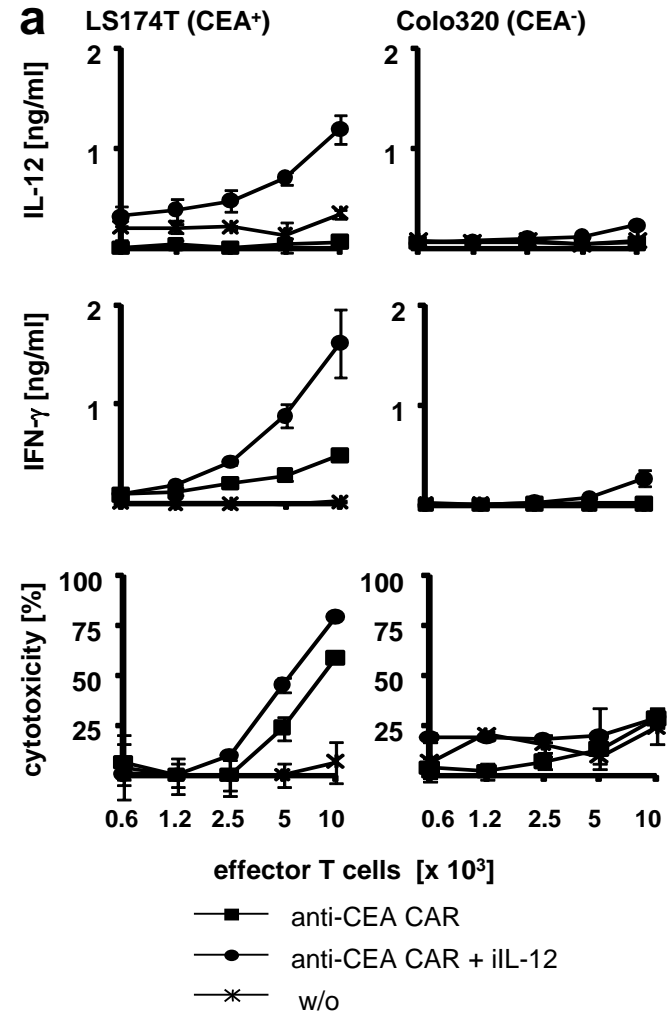 a
LS174T (CEA⁺) Colo320 (CEA⁻)
IL-12 [ng/ml]
2
1
2
1
IFN-γ [ng/ml]
2
1
2
1
cytotoxicity [%]
100
75
50
25
100
75
50
25
0.6 1.2 2.5 5 10 0.6 1.2 2.5 5 10
effector T cells [x 10³]
anti-CEA CAR
anti-CEA CAR + iIL-12
w/o